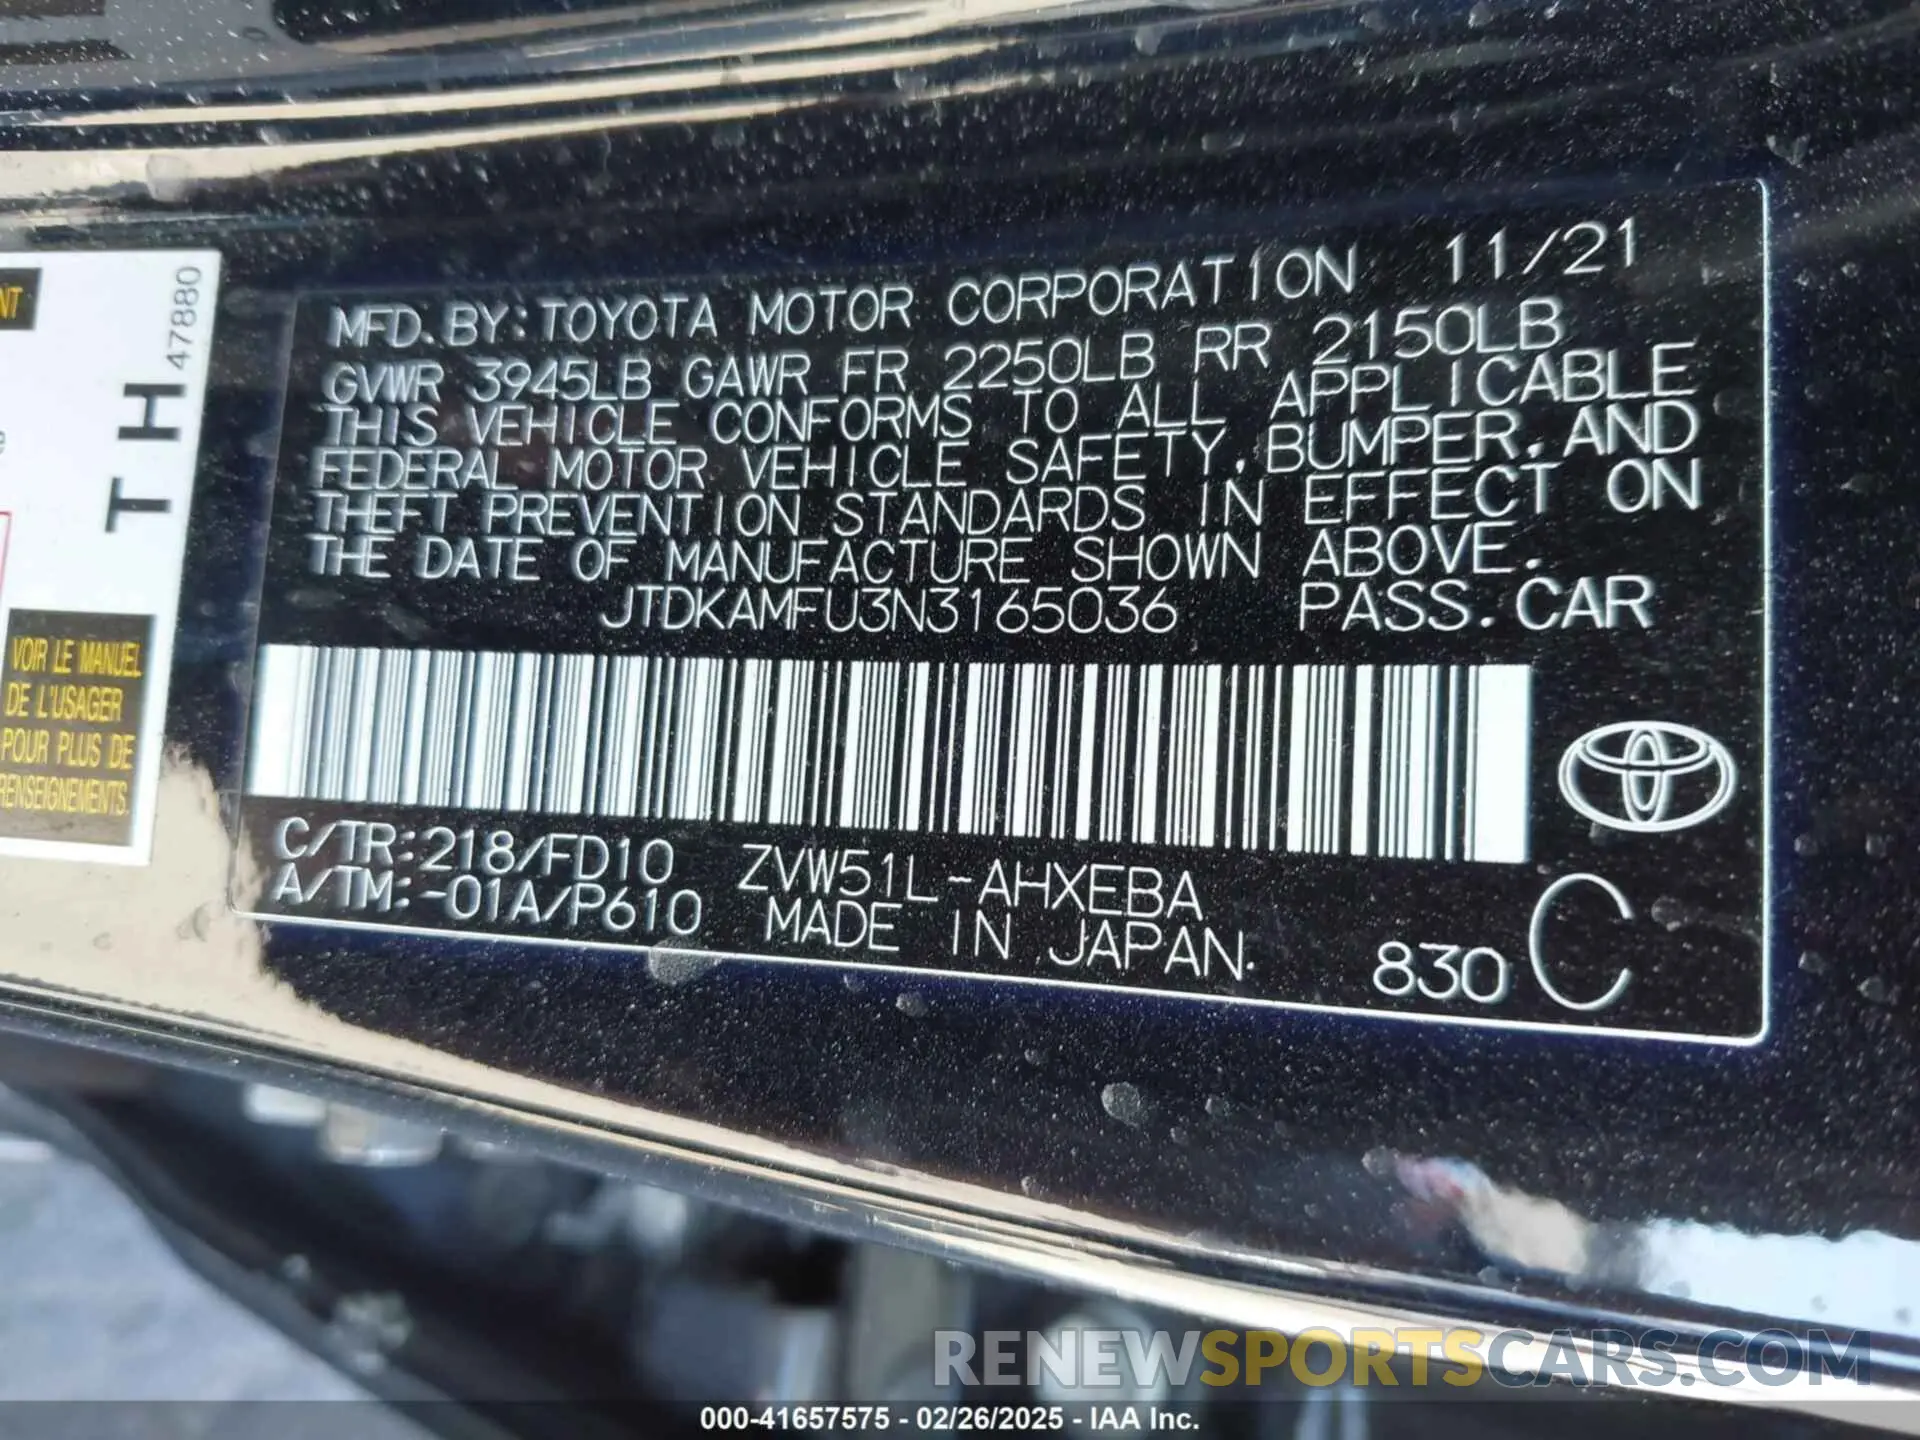 MFD. BY: TOYOTA MOTOR CORPORATION 11/21
GVWR 3945LB GAWR FR 2250LB RR 2150LB
THIS VEHICLE CONFORMS TO ALL APPLICABLE
FEDERAL MOTOR VEHICLE SAFETY, BUMPER, AND
THEFT PREVENTION STANDARDS IN EFFECT ON
THE DATE OF MANUFACTURE SHOWN ABOVE.
JTDKAMFU3N3165036 PASS. CAR
C/TR: 218/FD10 ZVW51L-AHXEBA
A/TM: -01A/P610 MADE IN JAPAN.
830 C
NT
TH
47880
VOIR LE MANUEL
DE L'USAGER
POUR PLUS DE
RENSEIGNEMENTS.
RENEWSPORTSCARS.COM
000-41657575 - 02/26/2025 - IAA Inc.